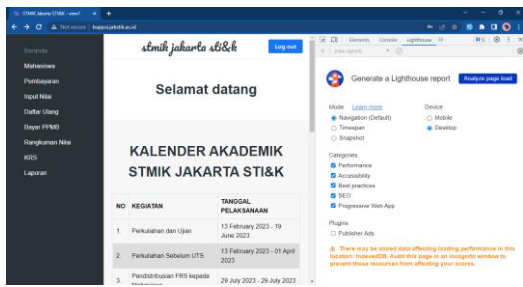 STMIK Jakarta STI&K - view1
Not secure
Beranda
Mahasiswa
Pembayaran
Input Nilai
Daftar Ulang
Bayar PPMB
Rangkuman Nilai
KRS
Laporan
stmik jakarta sti&k
Log out
Selamat datang
KALENDER AKADEMIK
STMIK JAKARTA STI&K
NO KEGIATAN TANGGAL PELAKSANAAN
1. Perkuliahan dan Ujian 13 February 2023 - 19 June 2023
2. Perkuliahan Sebelum UTS 13 February 2023 - 01 April 2023
3. Pendistribusian FRS kepada 29 July 2023 - 29 July 2023
Elements Console Lighthouse
(new report)
Generate a Lighthouse report
Analyze page load
Mode Learn more
Navigation (Default)
Timespan
Snapshot
Device
Mobile
Desktop
Categories
Performance
Accessibility
Best practices
SEO
Progressive Web App
Plugins
Publisher Ads
There may be stored data affecting loading performance in this
location: IndexedDB. Audit this page in an incognito window to
prevent those resources from affecting your scores.